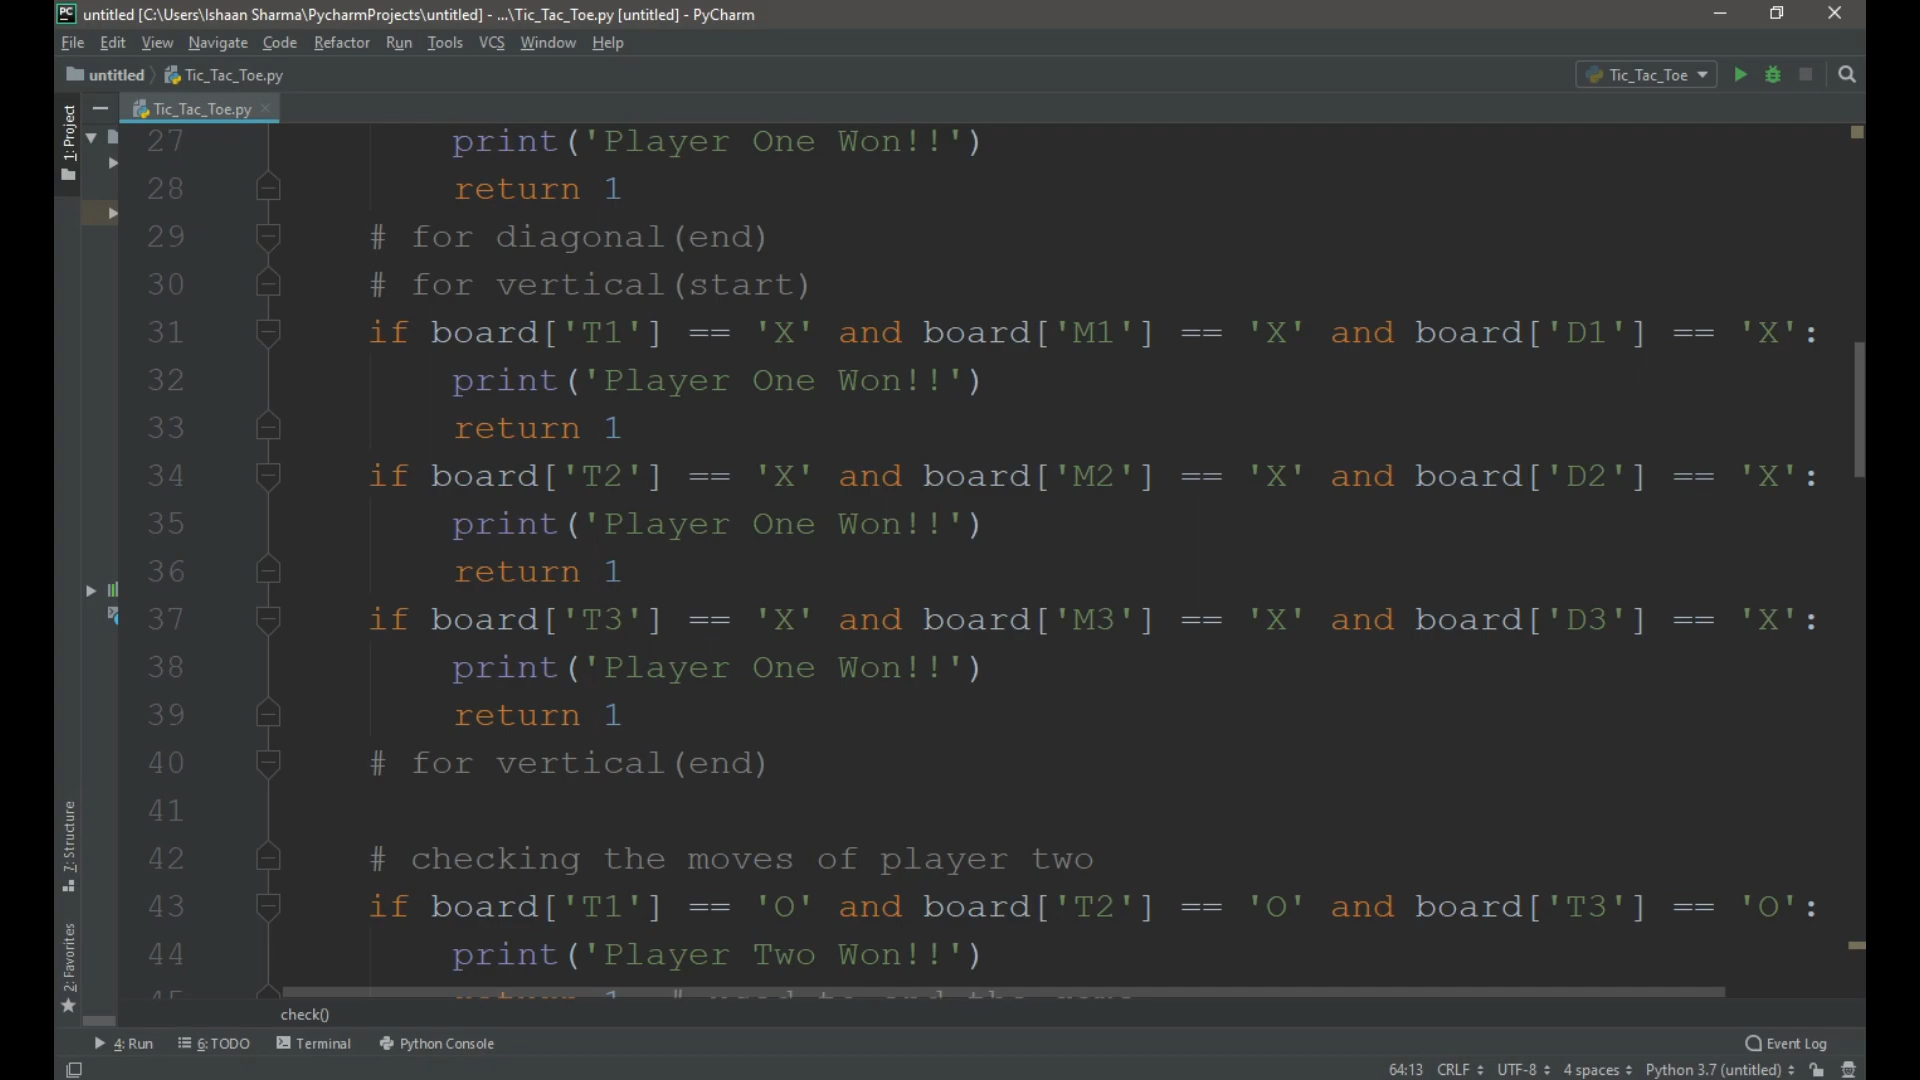 untitled [C:\Users\Ishaan Sharma\PycharmProjects\untitled] - ...\Tic_Tac_Toe.py [untitled] - PyCharm
File Edit View Navigate Code Refactor Run Tools VCS Window Help
untitled Tic_Tac_Toe.py Tic_Tac_Toe
1: Project
Tic_Tac_Toe.py
27 print('Player One Won!!')
28 return 1
29 # for diagonal(end)
30 # for vertical(start)
31 if board['T1'] == 'X' and board['M1'] == 'X' and board['D1'] == 'X':
32 print('Player One Won!!')
33 return 1
34 if board['T2'] == 'X' and board['M2'] == 'X' and board['D2'] == 'X':
35 print('Player One Won!!')
36 return 1
37 if board['T3'] == 'X' and board['M3'] == 'X' and board['D3'] == 'X':
38 print('Player One Won!!')
39 return 1
40 # for vertical(end)
41
42 # checking the moves of player two
43 if board['T1'] == 'O' and board['T2'] == 'O' and board['T3'] == 'O':
44 print('Player Two Won!!')
7: Structure
2: Favorites
check()
4: Run 6: TODO Terminal Python Console Event Log
64:13 CRLF UTF-8 4 spaces Python 3.7 (untitled)